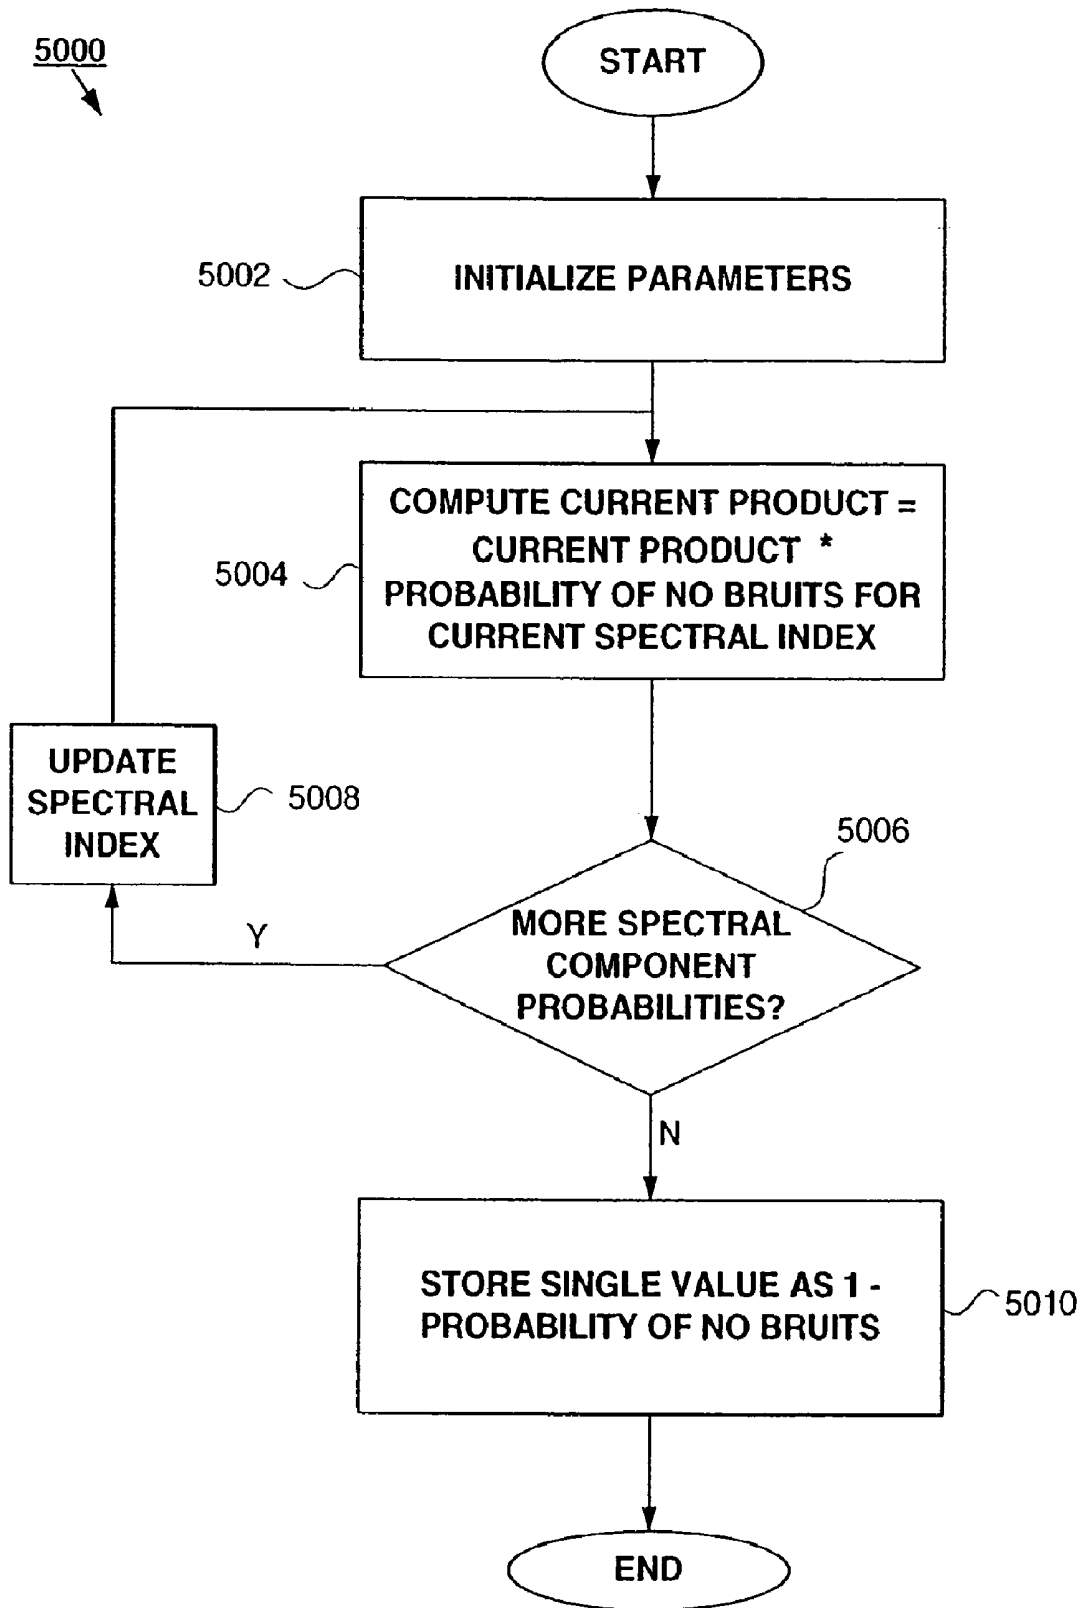 5000
START
5002
INITIALIZE PARAMETERS
COMPUTE CURRENT PRODUCT =
CURRENT PRODUCT *
PROBABILITY OF NO BRUITS FOR
CURRENT SPECTRAL INDEX
5004
UPDATE
SPECTRAL
INDEX
5008
5006
MORE SPECTRAL
COMPONENT
PROBABILITIES?
Y
N
STORE SINGLE VALUE AS 1 -
PROBABILITY OF NO BRUITS
5010
END